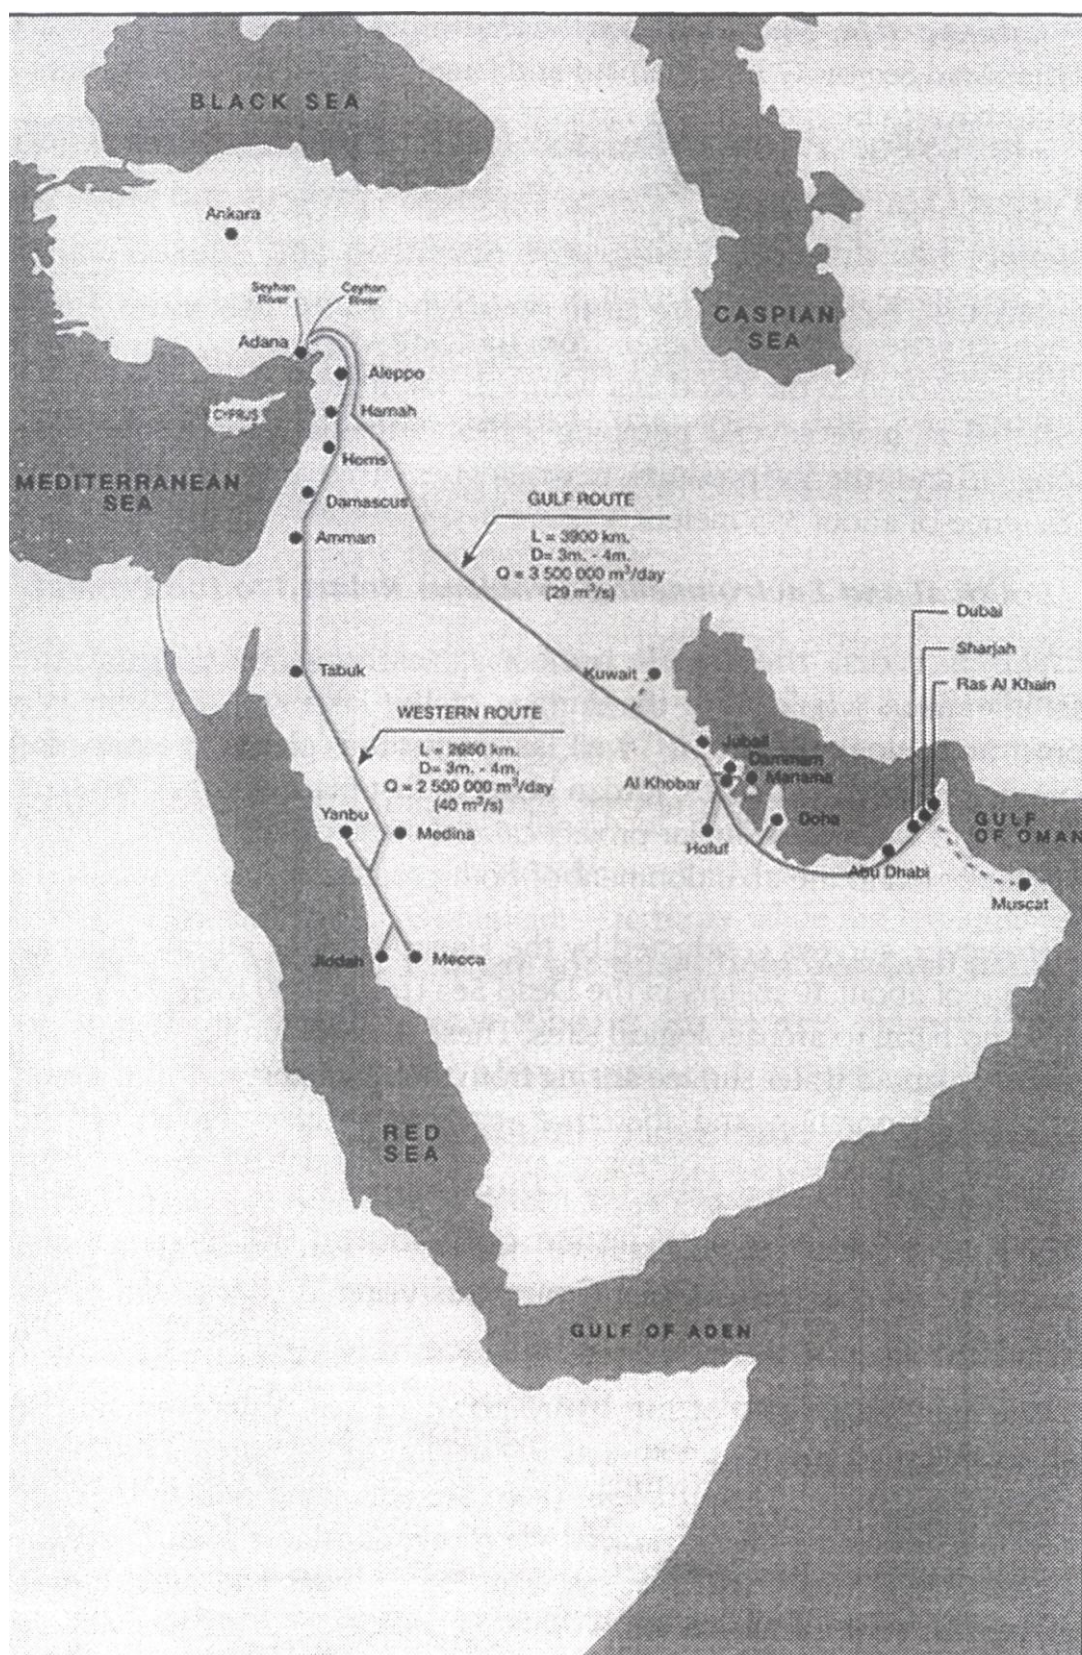 BLACK SEA
Ankara
Seyhan
River
Ceyhan
River
Adana
Aleppo
CYPRUS
Hamah
Homs
CASPIAN
SEA
MEDITERRANEAN
SEA
Damascus
Amman
GULF ROUTE
L = 3900 km.
D= 3m. - 4m.
Q = 3 500 000 m³/day
(29 m³/s)
Dubai
Sharjah
Ras Al Khain
Tabuk
Kuwait
WESTERN ROUTE
L = 2650 km.
D= 3m. - 4m.
Q = 2 500 000 m³/day
(40 m³/s)
Jubail
Dammam
Manama
Al Khobar
Yanbu
Medina
Hofuf
Doha
GULF
OF OMAN
Abu Dhabi
Muscat
Jiddah
Mecca
RED
SEA
GULF OF ADEN